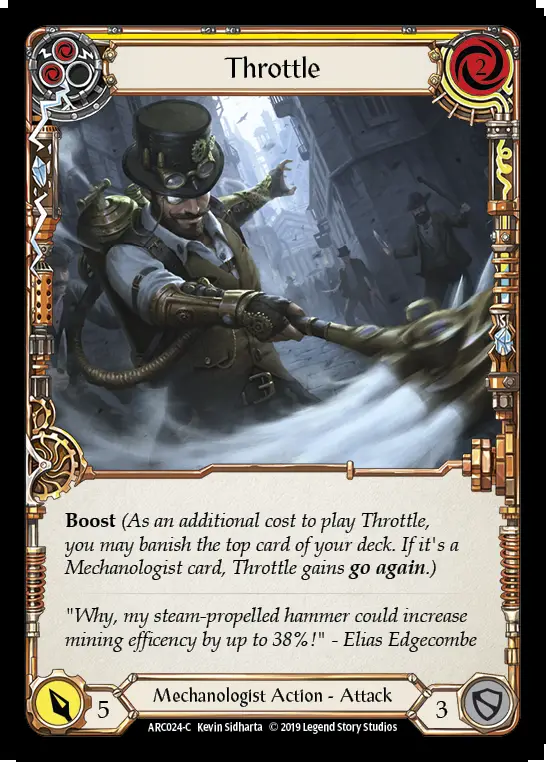 Throttle
2
Boost (As an additional cost to play Throttle,
you may banish the top card of your deck. If it's a
Mechanologist card, Throttle gains go again.)
"Why, my steam-propelled hammer could increase
mining efficency by up to 38%!" - Elias Edgecombe
5
Mechanologist Action - Attack
3
ARC024-C Kevin Sidharta © 2019 Legend Story Studios